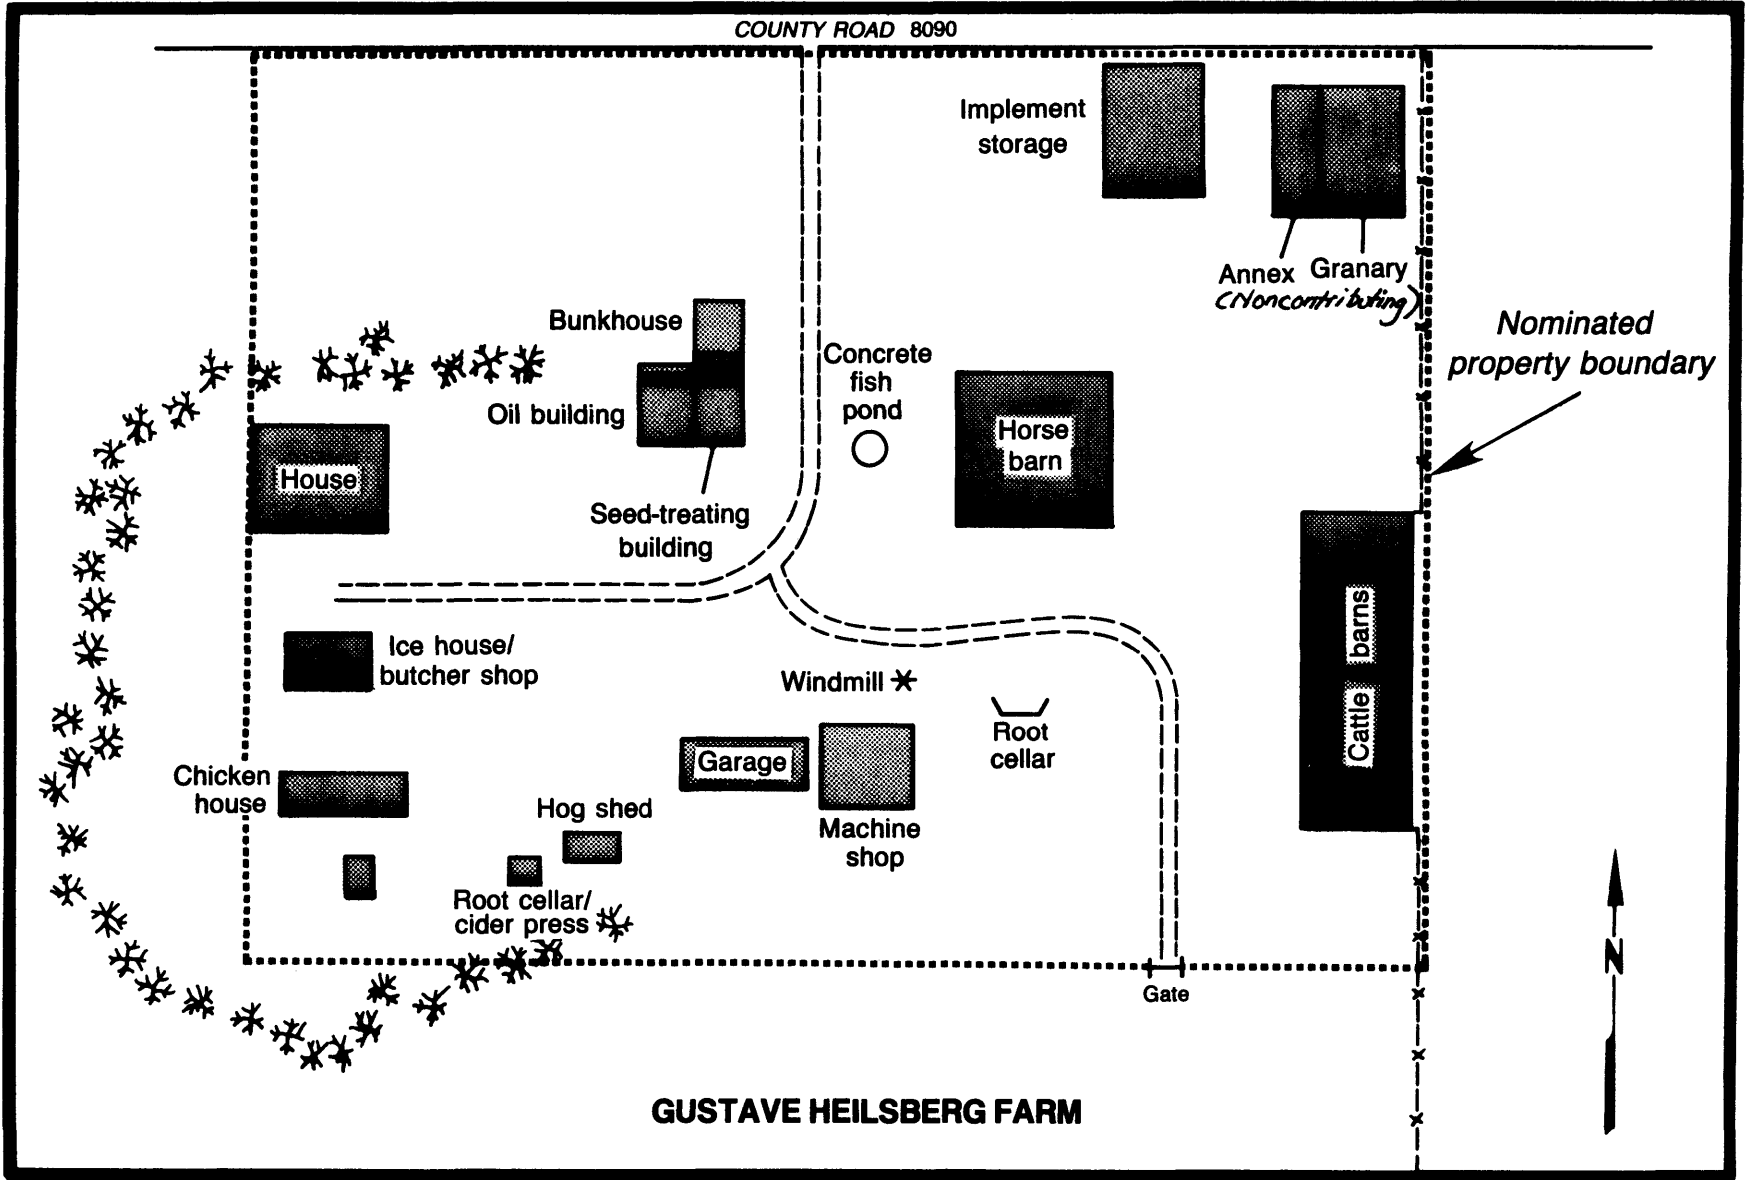 COUNTY ROAD 8090
Implement
storage
Annex Granary
(Noncontributing)
Nominated
property boundary
Bunkhouse
Concrete
fish
pond
Oil building
Horse
barn
House
Seed-treating
building
Cattle barns
Ice house/
butcher shop
Windmill
Root
cellar
Garage
Chicken
house
Hog shed
Machine
shop
Root cellar/
cider press
N
Gate
GUSTAVE HEILSBERG FARM